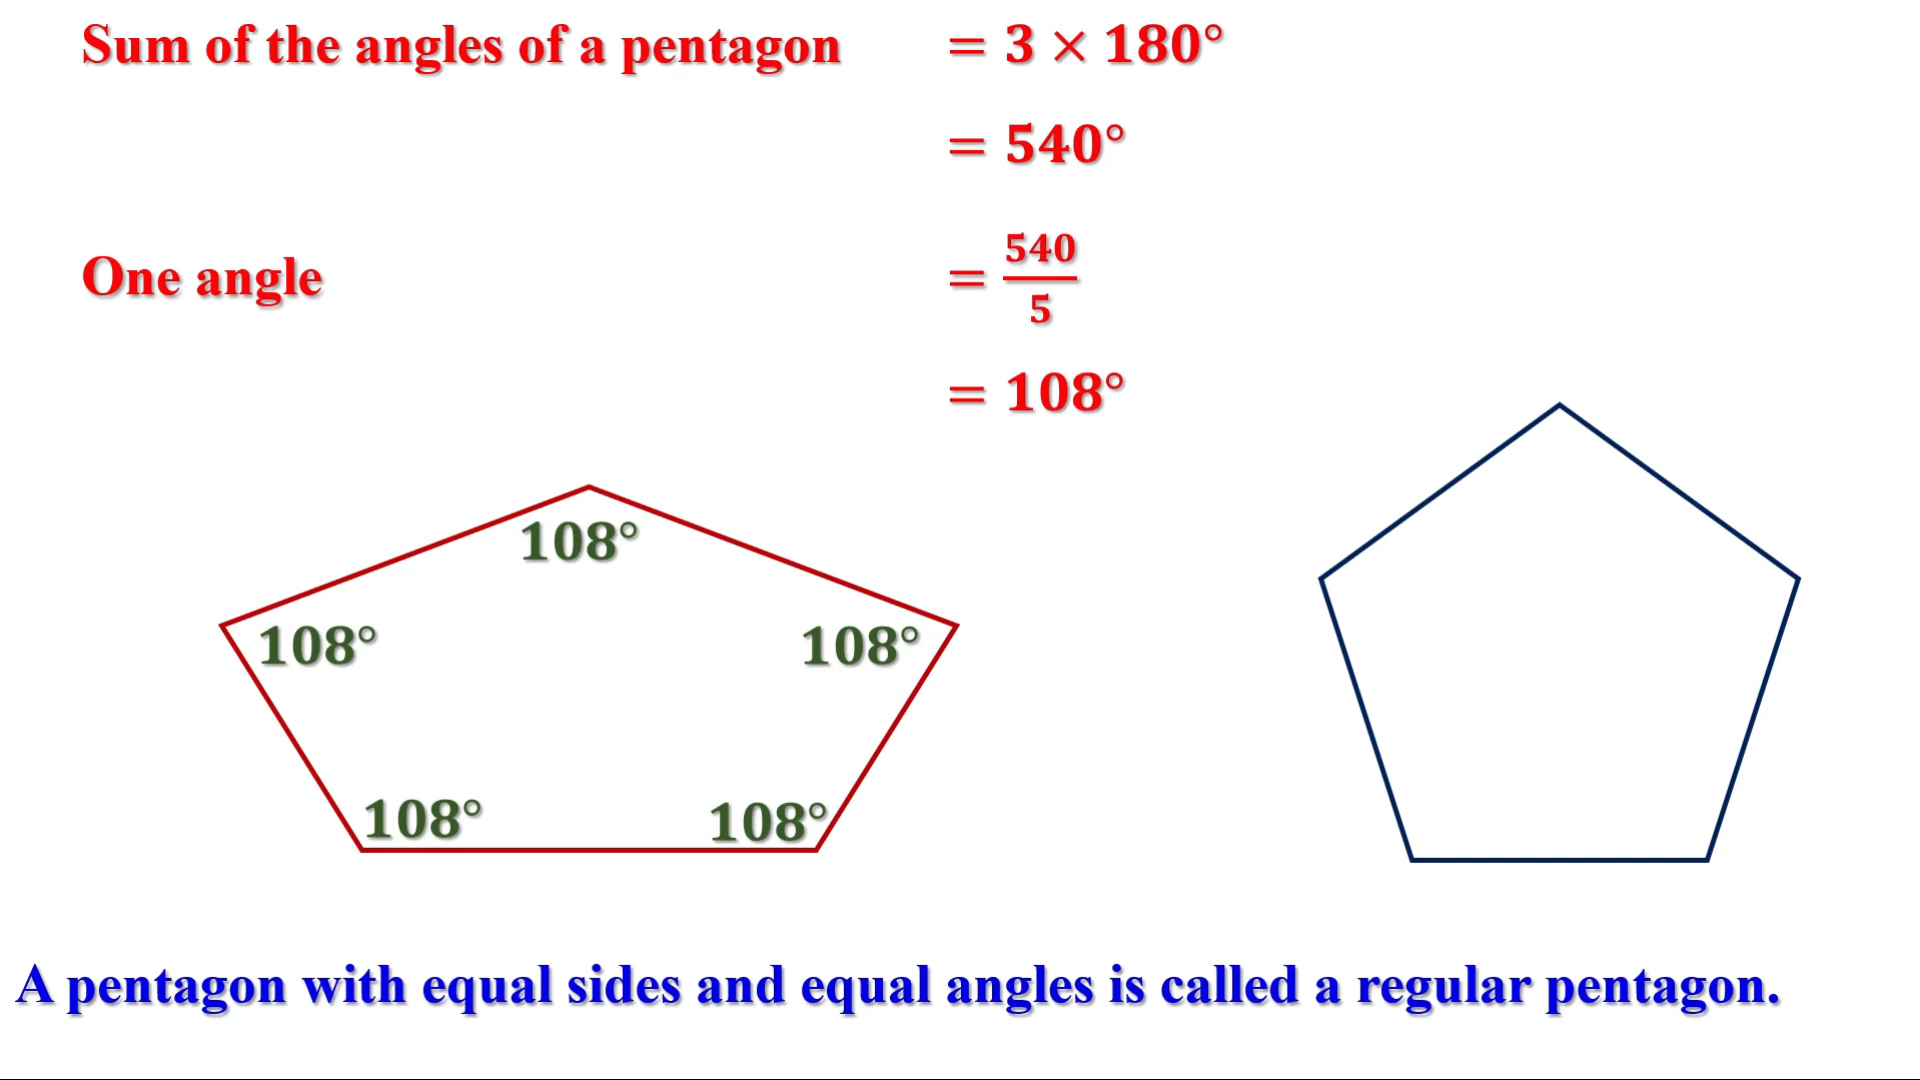 Sum of the angles of a pentagon = 3 × 180°
= 540°
One angle = 540/5
= 108°
108°
108° 108°
108° 108°
A pentagon with equal sides and equal angles is called a regular pentagon.